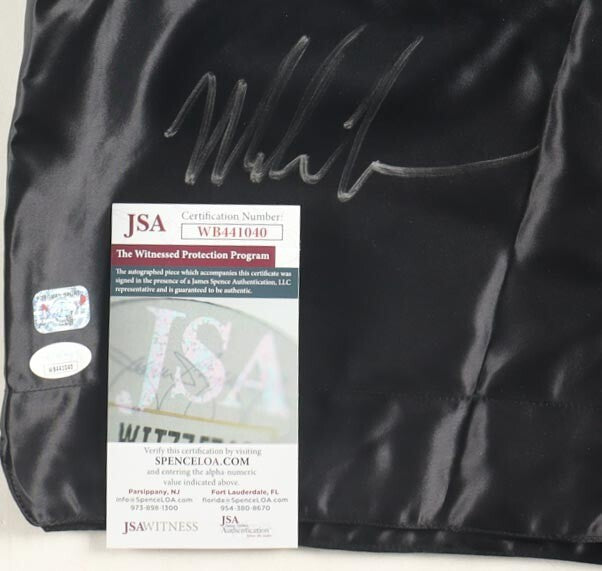 JSA
Certification Number:
WB441040
The Witnessed Protection Program
The autographed piece which accompanies this certificate was
signed in the presence of a James Spence Authentication, LLC
representative and is guaranteed to be authentic.
JSA
WB441040
Verify this certification by visiting
SPENCELOA.COM
and entering the alpha-numeric
value indicated above.
Parsippany, NJ
info@SpenceLOA.com
973-898-1300
Fort Lauderdale, FL
florida@SpenceLOA.com
954-380-8670
JSAWITNESS
JSA
Authentication